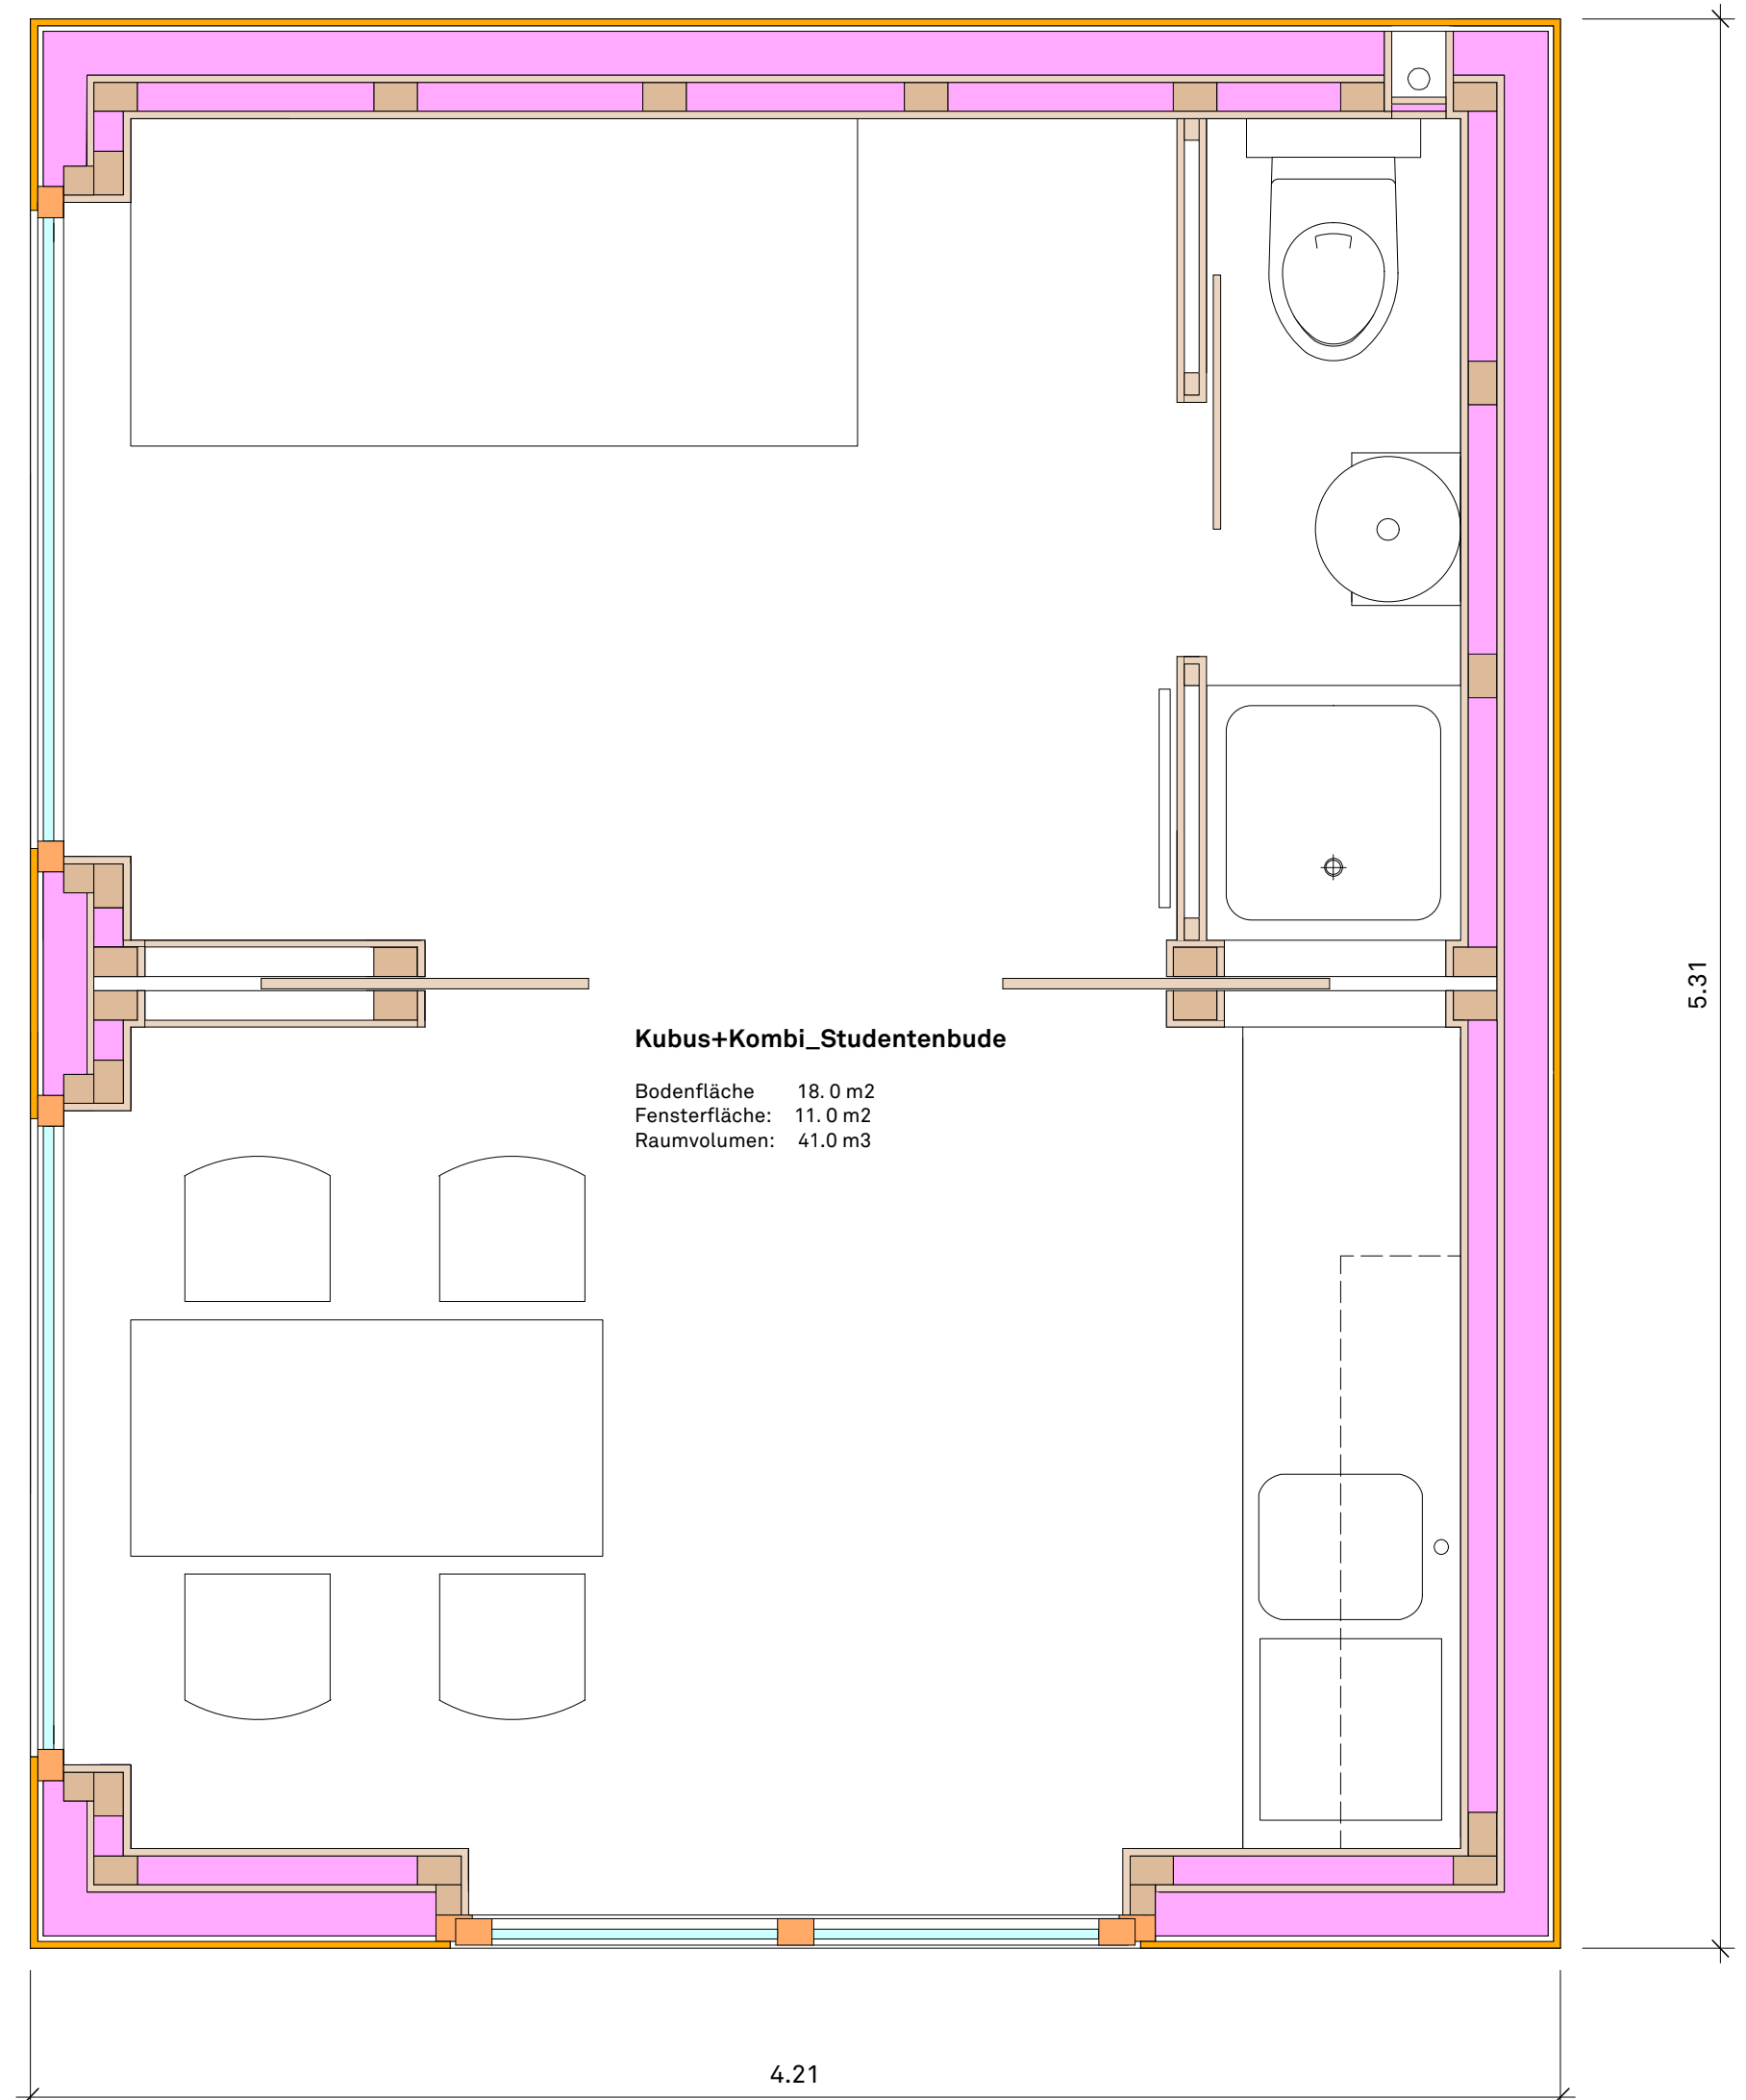 Kubus+Kombi_Studentenbude
Bodenfläche 18.0 m2
Fensterfläche: 11.0 m2
Raumvolumen: 41.0 m3
5.31
4.21